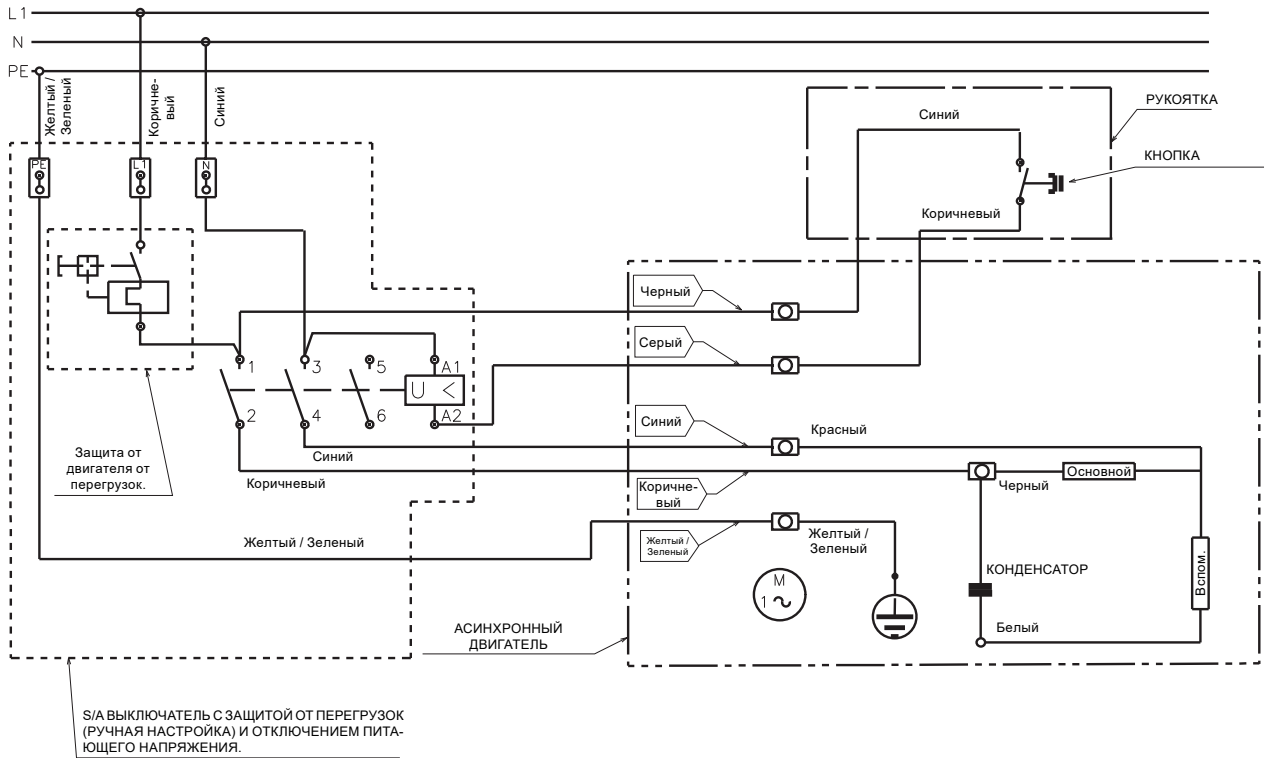 L1
N
PE
Желтый /
Зеленый
Коричне-
вый
Синий
PE
L1
N
РУКОЯТКА
Синий
КНОПКА
Коричневый
Черный
Серый
1
3
5
A1
U <
2
4
6
A2
Синий
Красный
Защита от
двигателя от
перегрузок.
Синий
Коричневый
Коричне-
вый
Черный
Основной
Желтый / Зеленый
Желтый /
Зеленый
Желтый /
Зеленый
M
1 ~
КОНДЕНСАТОР
Вспом.
Белый
АСИНХРОННЫЙ
ДВИГАТЕЛЬ
S/A ВЫКЛЮЧАТЕЛЬ С ЗАЩИТОЙ ОТ ПЕРЕГРУЗОК
(РУЧНАЯ НАСТРОЙКА) И ОТКЛЮЧЕНИЕМ ПИТА-
ЮЩЕГО НАПРЯЖЕНИЯ.